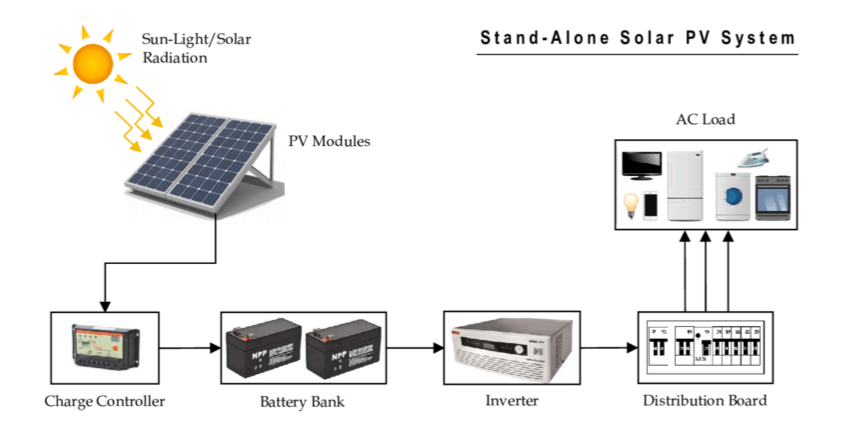 Sun-Light/Solar
Radiation
Stand-Alone Solar PV System
PV Modules
AC Load
NPP
NPP
Charge Controller
Battery Bank
Inverter
Distribution Board